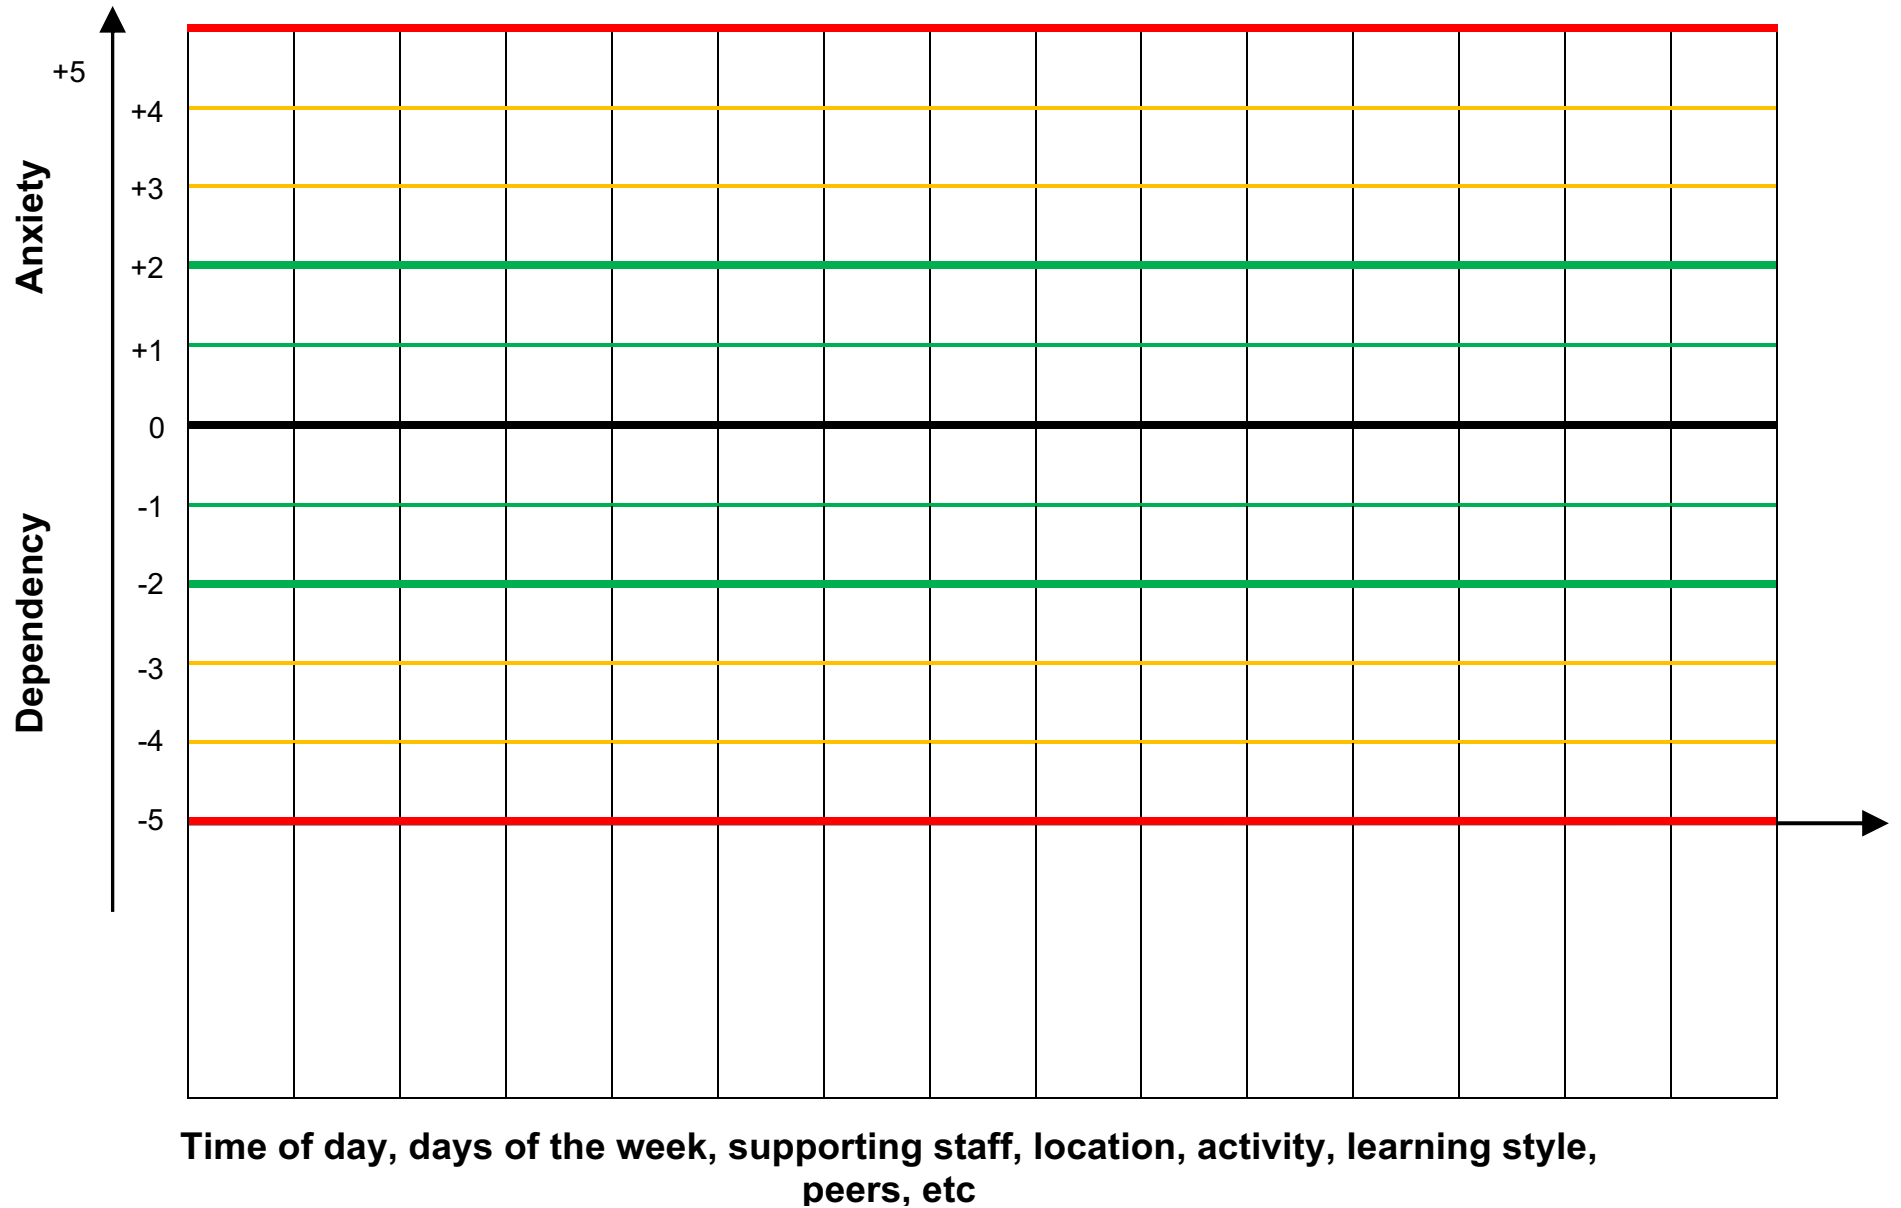 +5
+4
+3
Anxiety
+2
+1
0
-1
Dependency
-2
-3
-4
-5
Time of day, days of the week, supporting staff, location, activity, learning style,
peers, etc